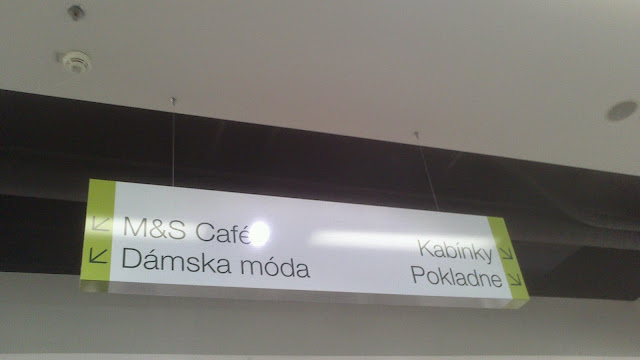 M&S Café
Dámska móda
Kabínky
Pokladne